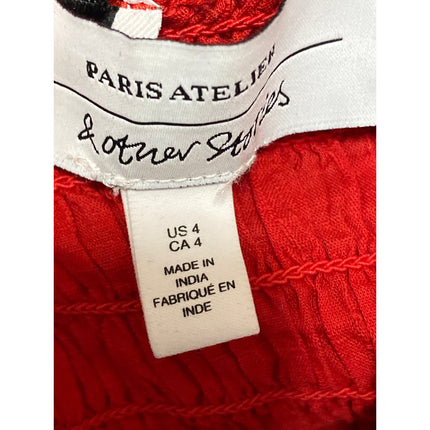 PARIS ATELIER
& other Stories
US 4
CA 4
MADE IN
INDIA
FABRIQUÉ EN
INDE